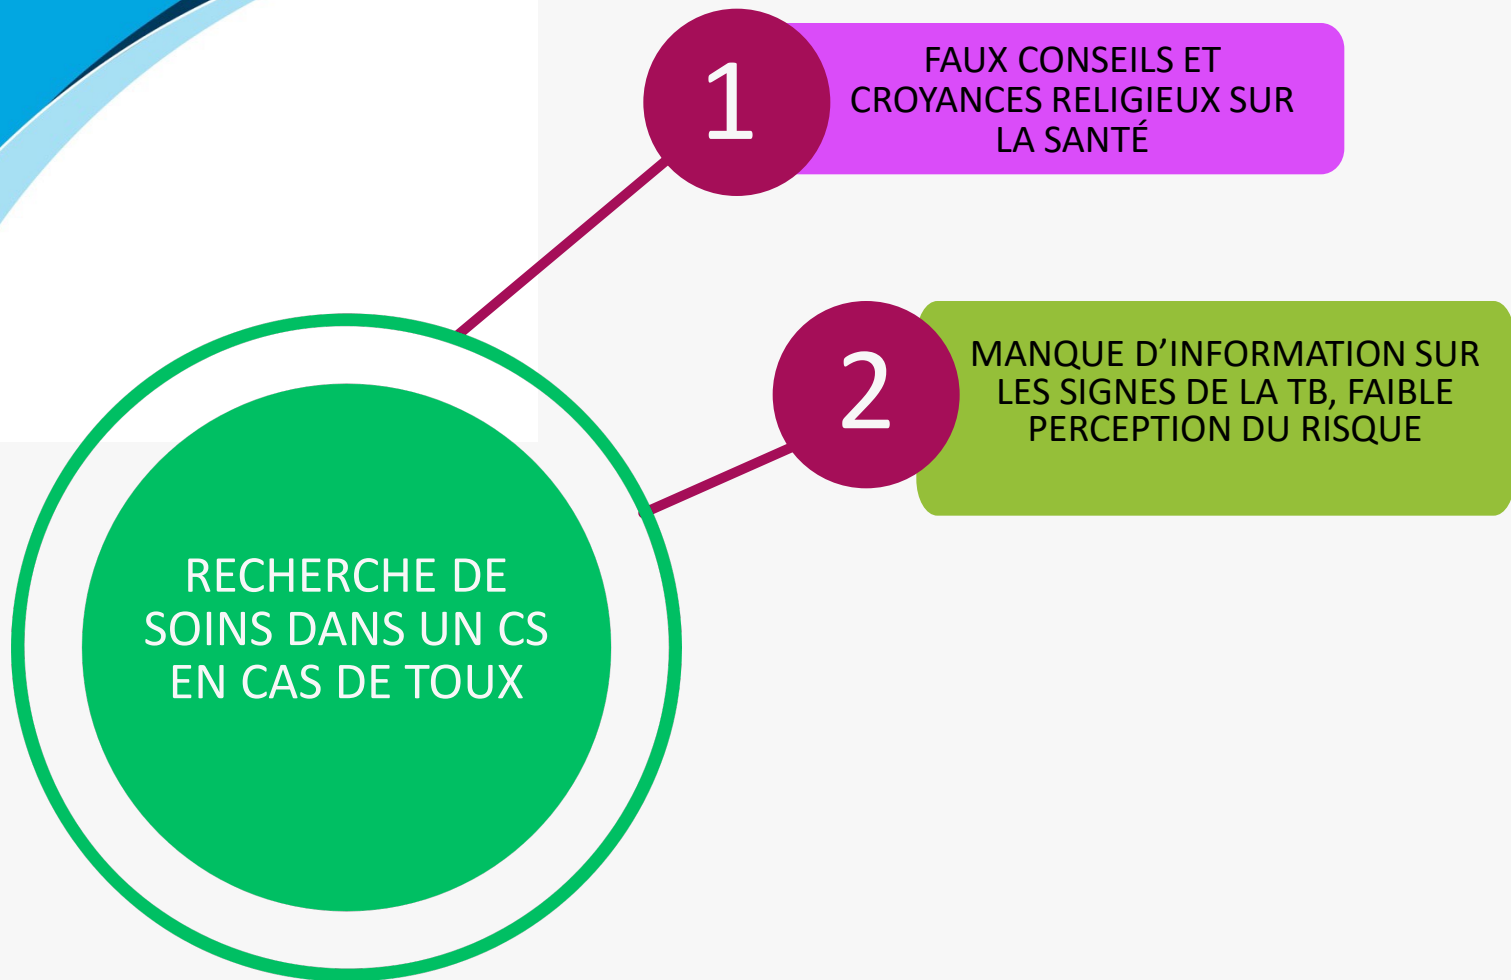 1
FAUX CONSEILS ET
CROYANCES RELIGIEUX SUR
LA SANTÉ
2
MANQUE D’INFORMATION SUR
LES SIGNES DE LA TB, FAIBLE
PERCEPTION DU RISQUE
RECHERCHE DE
SOINS DANS UN CS
EN CAS DE TOUX